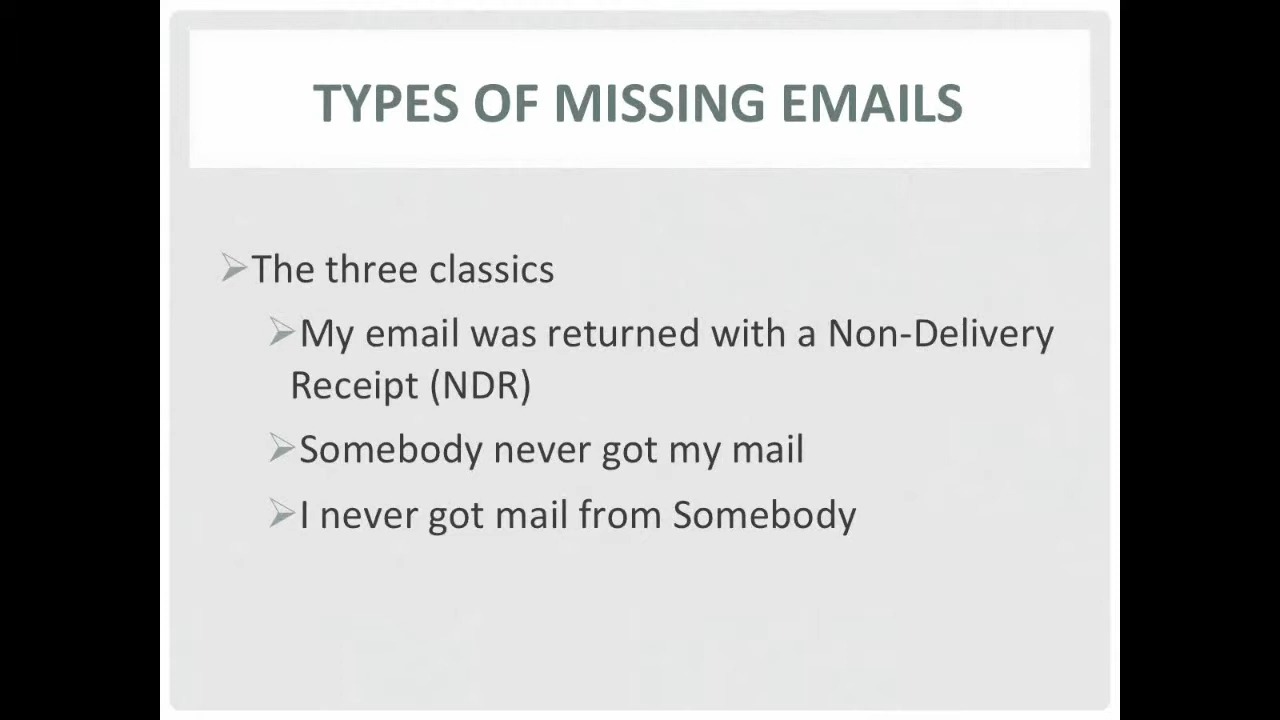 TYPES OF MISSING EMAILS
The three classics
My email was returned with a Non-Delivery
Receipt (NDR)
Somebody never got my mail
I never got mail from Somebody